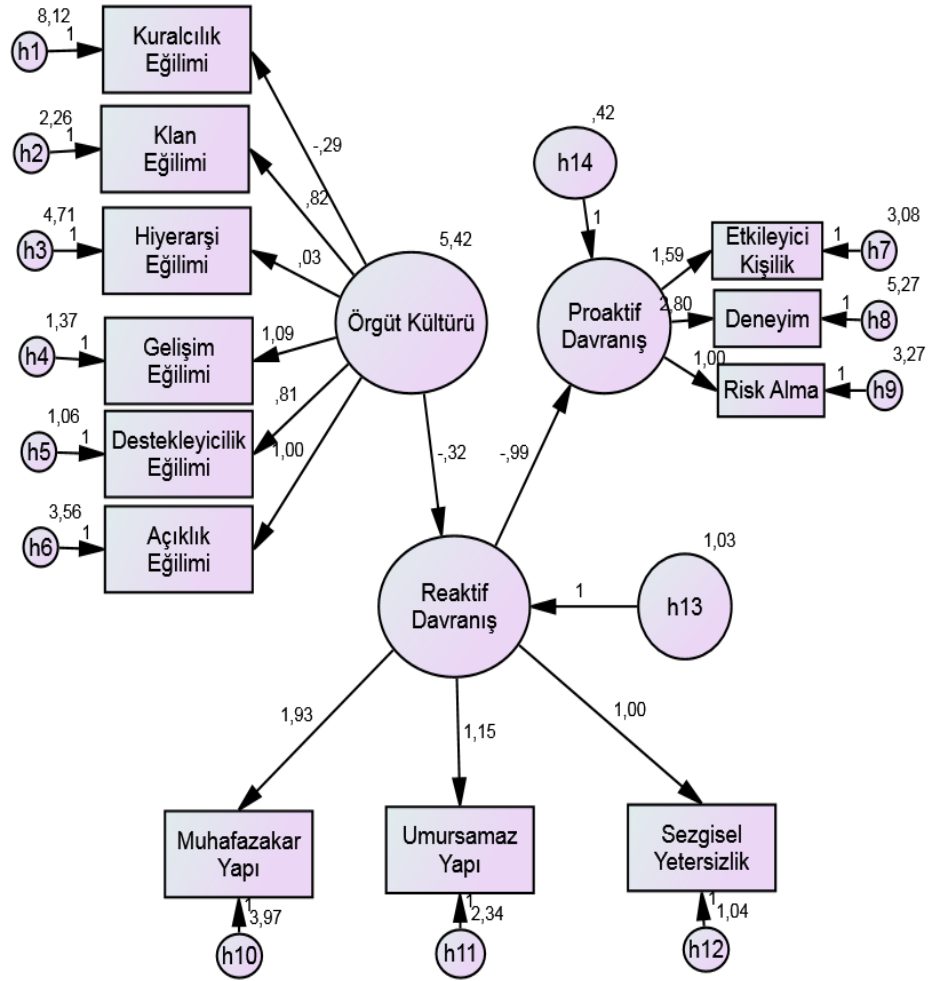 8,12
h1
1
Kuralcılık
Eğilimi
2,26
h2
1
Klan
Eğilimi
4,71
h3
1
Hiyerarşi
Eğilimi
1,37
h4
1
Gelişim
Eğilimi
1,06
h5
1
Destekleyicilik
Eğilimi
3,56
h6
1
Açıklık
Eğilimi
-,29
,82
,03
1,09
,81
1,00
5,42
Örgüt Kültürü
,42
h14
1
Proaktif
Davranış
1,59
2,80
1,00
Etkileyici
Kişilik
1
3,08
h7
Deneyim
1
5,27
h8
Risk Alma
1
3,27
h9
-,32
-,99
Reaktif
Davranış
1
1,03
h13
1,93
1,15
1,00
Muhafazakar
Yapı
1
3,97
h10
Umursamaz
Yapı
1
2,34
h11
Sezgisel
Yetersizlik
1
1,04
h12